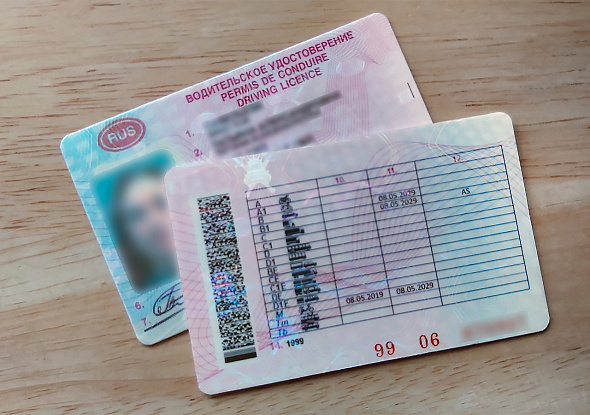 ВОДИТЕЛЬСКОЕ УДОСТОВЕРЕНИЕ
PERMIS DE CONDUIRE
DRIVING LICENCE
RUS
1.
2.
6.
7.
10. 11. 12.
A
A1 08.05.2029
B 08.05.2029 AS
B1
C
C1
D
D1
BE
CE
C1E
DE
D1E
M 08.05.2019 08.05.2029
Tm
Tb
14. 1999
99 06